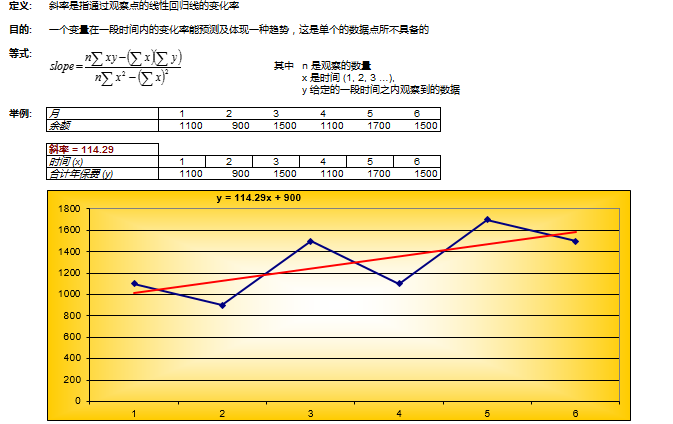 定义: 斜率是指通过观察点的线性回归线的变化率
目的: 一个变量在一段时间内的变化率能预测及体现一种趋势，这是单个的数据点所不具备的
等式: slope = (n∑xy−(∑x)(∑y)) / (n∑x²−(∑x)²)
其中 n 是观察的数量
x 是时间 (1, 2, 3 ...),
y 给定的一段时间之内观察到的数据
举例: 月 1 2 3 4 5 6
余额 1100 900 1500 1100 1700 1500
斜率 = 114.29
时间 (x) 1 2 3 4 5 6
合计年保费 (y) 1100 900 1500 1100 1700 1500
y = 114.29x + 900
1800
1600
1400
1200
1000
800
600
400
200
0
1 2 3 4 5 6